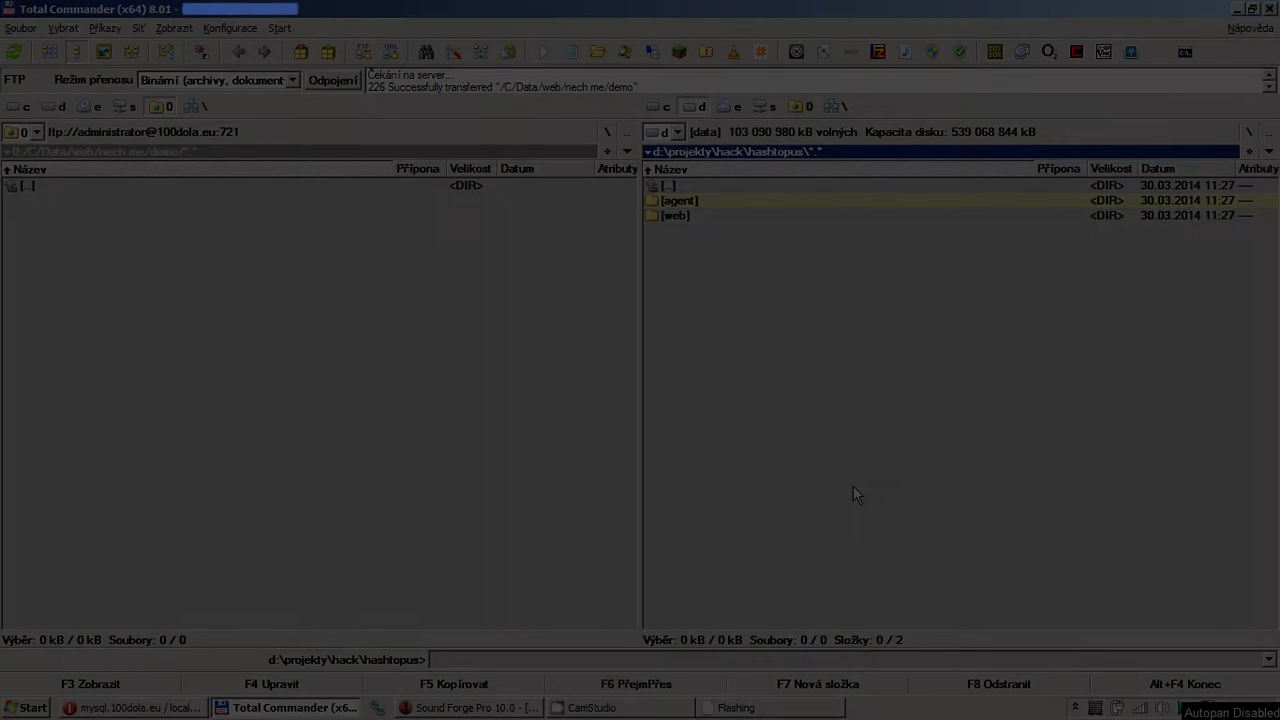 Total Commander (x64) 8.01 -
Soubor Vybrat Příkazy Síť Zobrazit Konfigurace Start Nápověda
FTP Režim přenosu Binární (archivy, dokument Odpojení
Čekání na server...
226 Successfully transferred "/C/Data/web/nech.me/demo/"
c d e s 0 \ c d e s 0 \
0 ftp://administrator@100dola.eu:721 \ .. d [data] 103 090 980 kB volných Kapacita disku: 539 068 844 kB \ ..
0:/C/Data/web/nech.me/demo/*.* * d:\projekty\hack\hashtopus\*.* *
Název Přípona Velikost Datum Atributy Název Přípona Velikost Datum Atributy
[..] <DIR> [..] <DIR> 30.03.2014 11:27 ----
[agent] <DIR> 30.03.2014 11:27 ----
[web] <DIR> 30.03.2014 11:27 ----
Výběr: 0 kB / 0 kB Soubory: 0 / 0 Výběr: 0 kB / 0 kB Soubory: 0 / 0 Složky: 0 / 2
d:\projekty\hack\hashtopus>
F3 Zobrazit F4 Upravit F5 Kopírovat F6 PřejmPřes F7 Nová složka F8 Odstranit Alt+F4 Konec
Start mysql.100dola.eu / local... Total Commander (x6... Sound Forge Pro 10.0 - [... CamStudio Flashing
Autopan Disabled